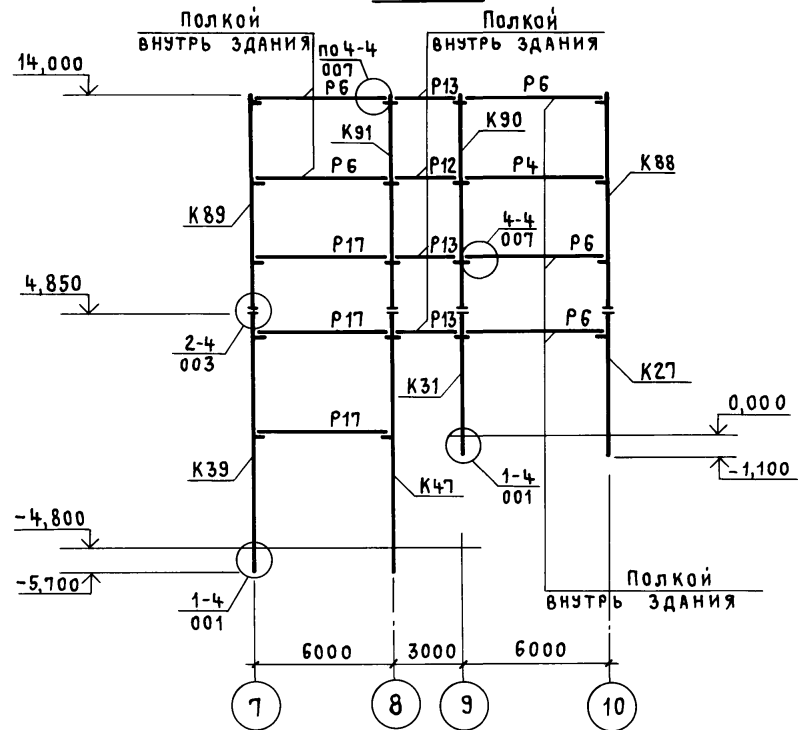 Полкой
внутрь здания
Полкой
внутрь здания
по 4-4
007
14,000
Р6
Р13
Р6
К91
К90
Р6
Р12
Р4
К88
К89
4-4
007
Р17
Р13
Р6
4,850
2-4
003
Р17
Р13
Р6
К31
К27
0,000
Р17
К39
К47
1-4
001
-1,100
-4,800
-5,700
1-4
001
Полкой
внутрь здания
6000
3000
6000
7
8
9
10